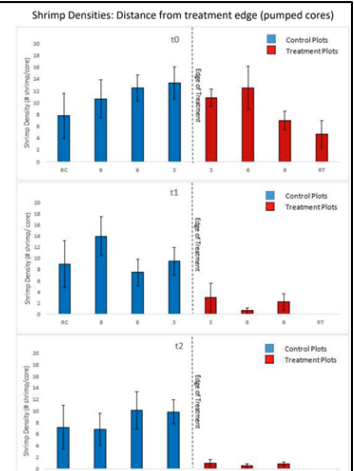 Shrimp Densities: Distance from treatment edge (pumped cores)
t0
Control Plots
Treatment Plots
Shrimp Density (# shrimp/core)
20
18
16
14
12
10
8
6
4
2
0
Edge of Treatment
RC 9 6 3 3 6 9 RT
t1
Control Plots
Treatment Plots
Shrimp Density (# shrimp/core)
20
18
16
14
12
10
8
6
4
2
0
Edge of Treatment
RC 9 6 3 3 6 9 RT
t2
Control Plots
Treatment Plots
Shrimp Density (# shrimp/core)
20
18
16
14
12
10
8
6
4
2
0
Edge of Treatment